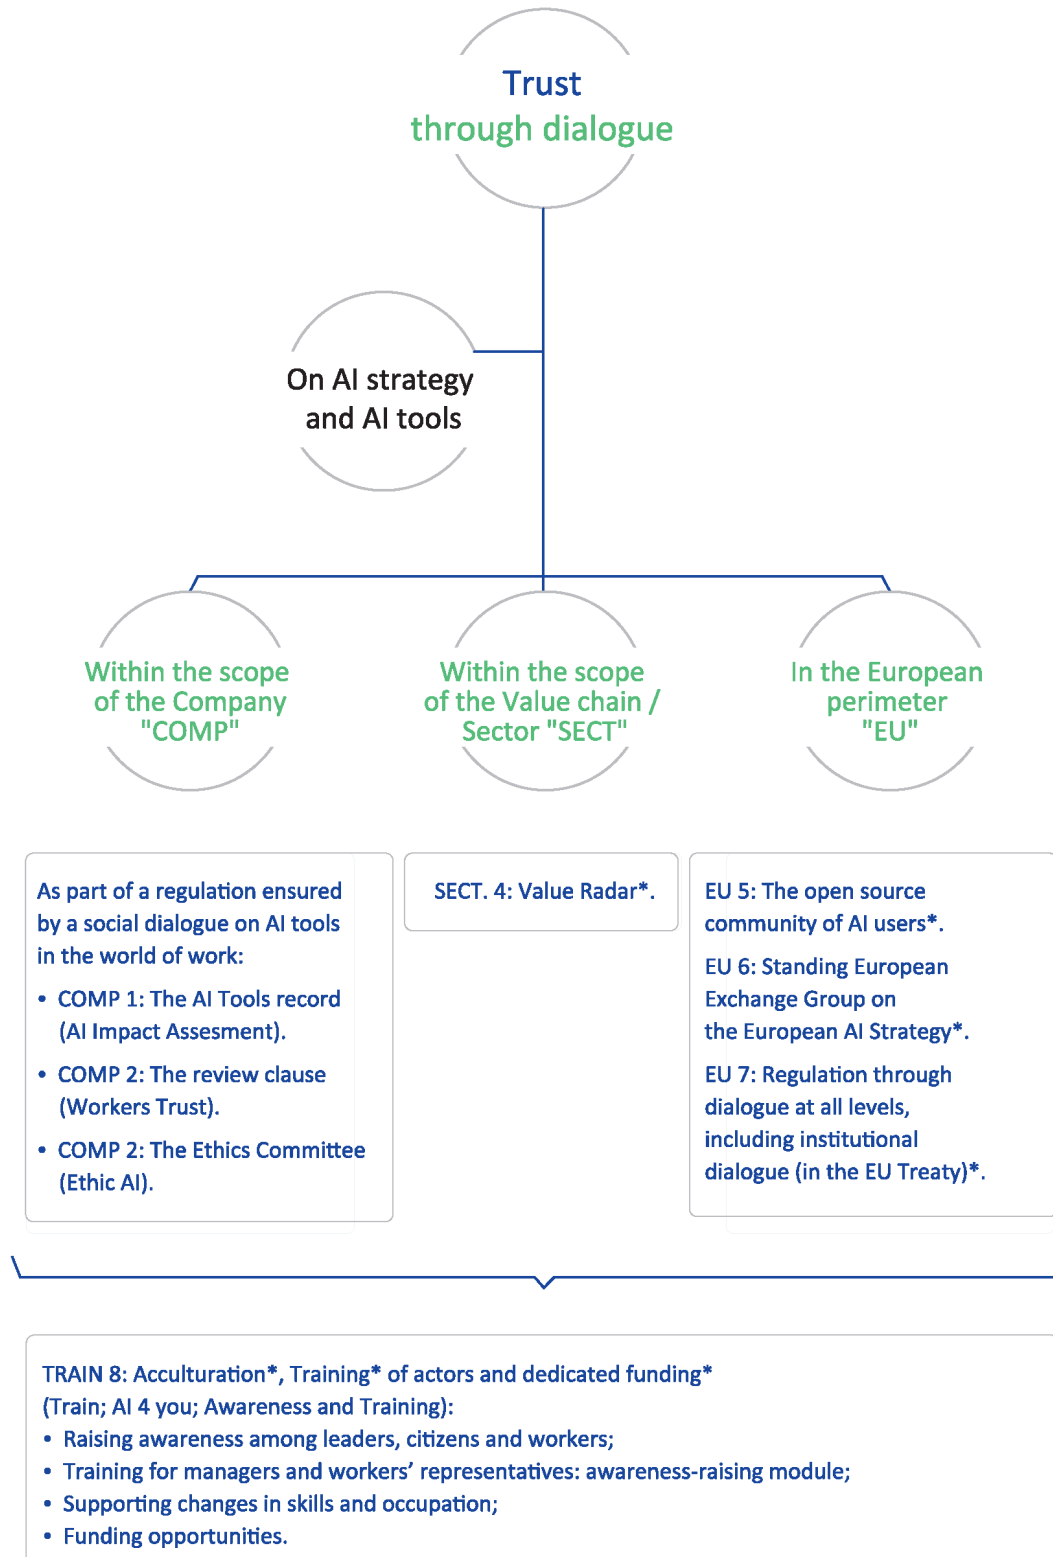 Trust
through dialogue
On AI strategy
and AI tools
Within the scope
of the Company
"COMP"
Within the scope
of the Value chain /
Sector "SECT"
In the European
perimeter
"EU"
As part of a regulation ensured
by a social dialogue on AI tools
in the world of work:
• COMP 1: The AI Tools record
(AI Impact Assesment).
• COMP 2: The review clause
(Workers Trust).
• COMP 2: The Ethics Committee
(Ethic AI).
SECT. 4: Value Radar*.
EU 5: The open source
community of AI users*.
EU 6: Standing European
Exchange Group on
the European AI Strategy*.
EU 7: Regulation through
dialogue at all levels,
including institutional
dialogue (in the EU Treaty)*.
TRAIN 8: Acculturation*, Training* of actors and dedicated funding*
(Train; AI 4 you; Awareness and Training):
• Raising awareness among leaders, citizens and workers;
• Training for managers and workers’ representatives: awareness-raising module;
• Supporting changes in skills and occupation;
• Funding opportunities.